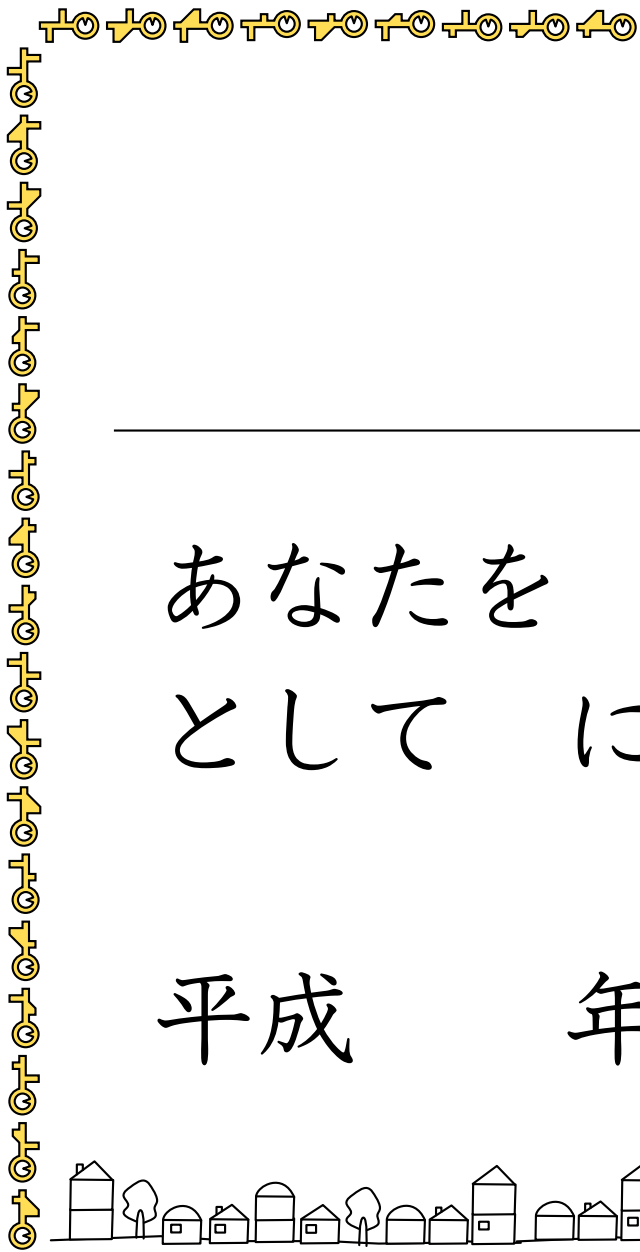 あなたを
として に
平成 年